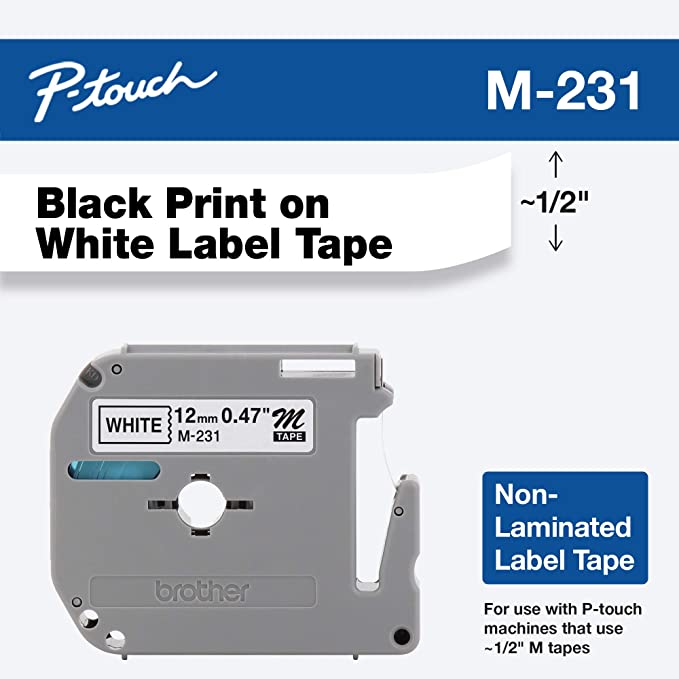 P-touch
M-231
Black Print on
White Label Tape
~1/2"
WHITE
12mm 0.47"
M-231
M
TAPE
brother
Non-
Laminated
Label Tape
For use with P-touch
machines that use
~1/2" M tapes